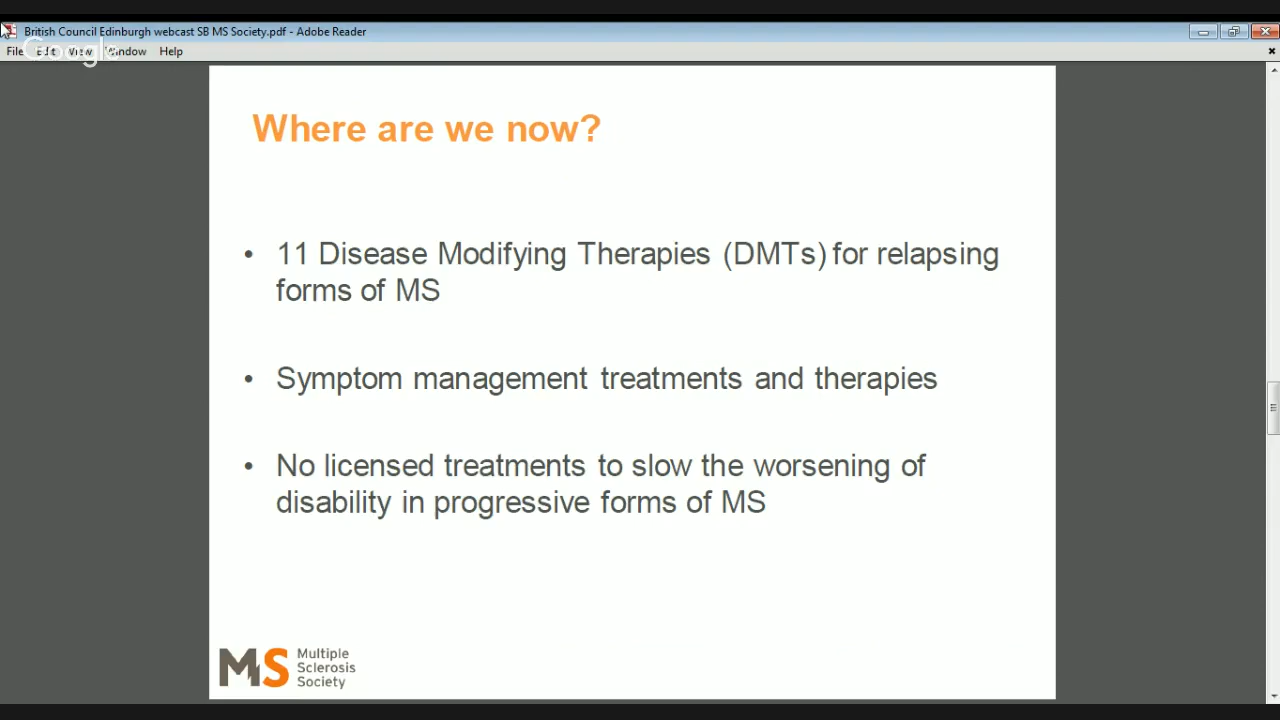 British Council Edinburgh webcast SB MS Society.pdf - Adobe Reader
File Edit View Window Help
Google
Where are we now?
• 11 Disease Modifying Therapies (DMTs) for relapsing
forms of MS
• Symptom management treatments and therapies
• No licensed treatments to slow the worsening of
disability in progressive forms of MS
MS
Multiple
Sclerosis
Society